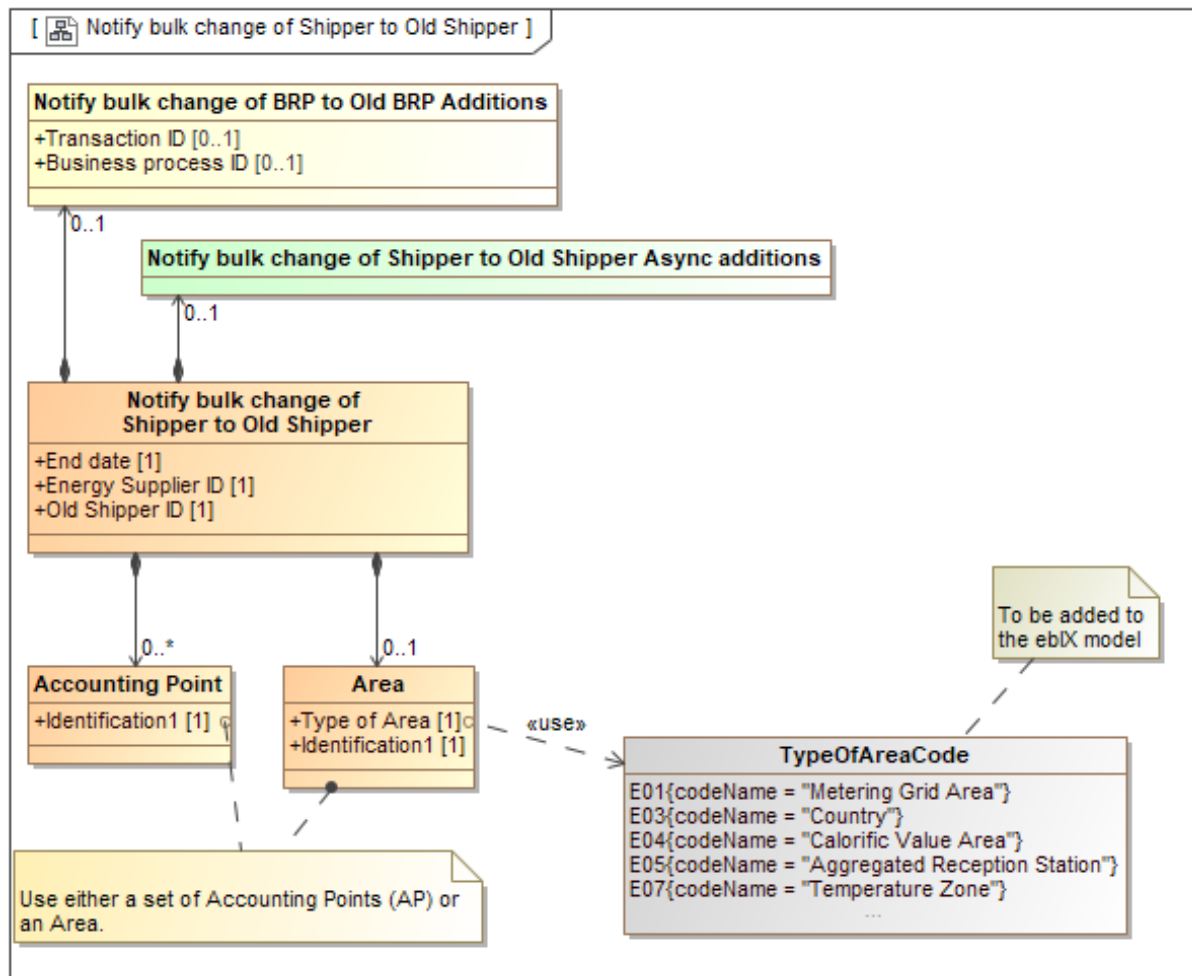 [ Notify bulk change of Shipper to Old Shipper ]
Notify bulk change of BRP to Old BRP Additions
+Transaction ID [0..1]
+Business process ID [0..1]
0..1
Notify bulk change of Shipper to Old Shipper Async additions
0..1
Notify bulk change of
Shipper to Old Shipper
+End date [1]
+Energy Supplier ID [1]
+Old Shipper ID [1]
0..*
0..1
Accounting Point
+Identification1 [1]
Area
+Type of Area [1]
+Identification1 [1]
«use»
To be added to
the ebIX model
TypeOfAreaCode
E01{codeName = "Metering Grid Area"}
E03{codeName = "Country"}
E04{codeName = "Calorific Value Area"}
E05{codeName = "Aggregated Reception Station"}
E07{codeName = "Temperature Zone"}
...
Use either a set of Accounting Points (AP) or
an Area.